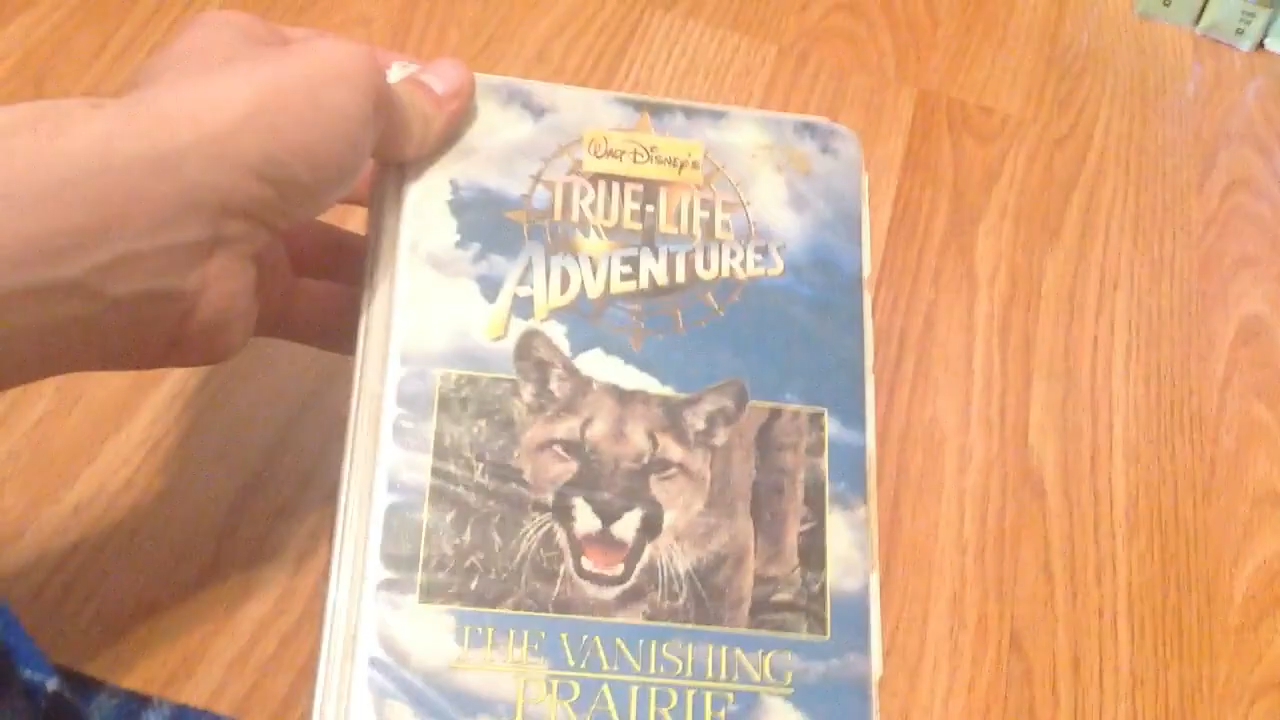 Walt Disney's
TRUE-LIFE
ADVENTURES
THE VANISHING
PRAIRIE